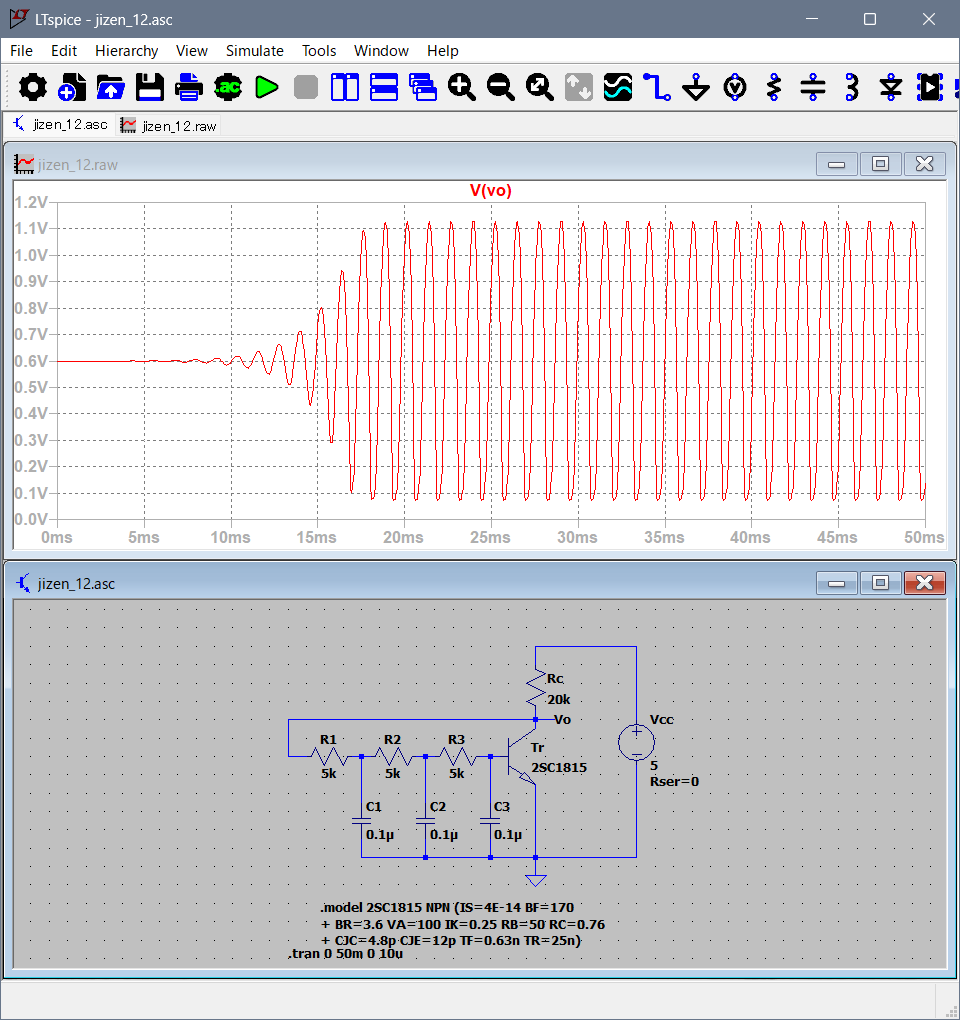 LTspice - jizen_12.asc
File Edit Hierarchy View Simulate Tools Window Help
.ac
jizen_12.asc jizen_12.raw
jizen_12.raw
V(vo)
1.2V
1.1V
1.0V
0.9V
0.8V
0.7V
0.6V
0.5V
0.4V
0.3V
0.2V
0.1V
0.0V
0ms 5ms 10ms 15ms 20ms 25ms 30ms 35ms 40ms 45ms 50ms
jizen_12.asc
Rc
20k
Vo
Vcc
5
Rser=0
R1 R2 R3
5k 5k 5k
Tr
2SC1815
C1 C2 C3
0.1µ 0.1µ 0.1µ
.model 2SC1815 NPN (IS=4E-14 BF=170
+ BR=3.6 VA=100 IK=0.25 RB=50 RC=0.76
+ CJC=4.8p CJE=12p TF=0.63n TR=25n)
.tran 0 50m 0 10u